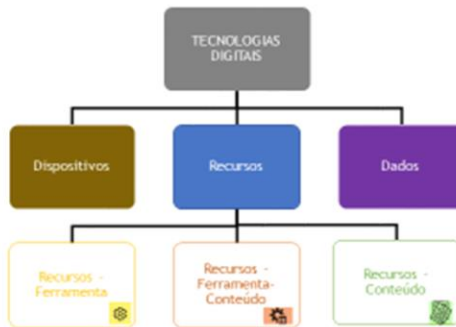 TECNOLOGIAS
DIGITAIS
Dispositivos
Recursos
Dados
Recursos -
Ferramenta
Recursos -
Ferramenta-
Conteúdo
Recursos -
Conteúdo